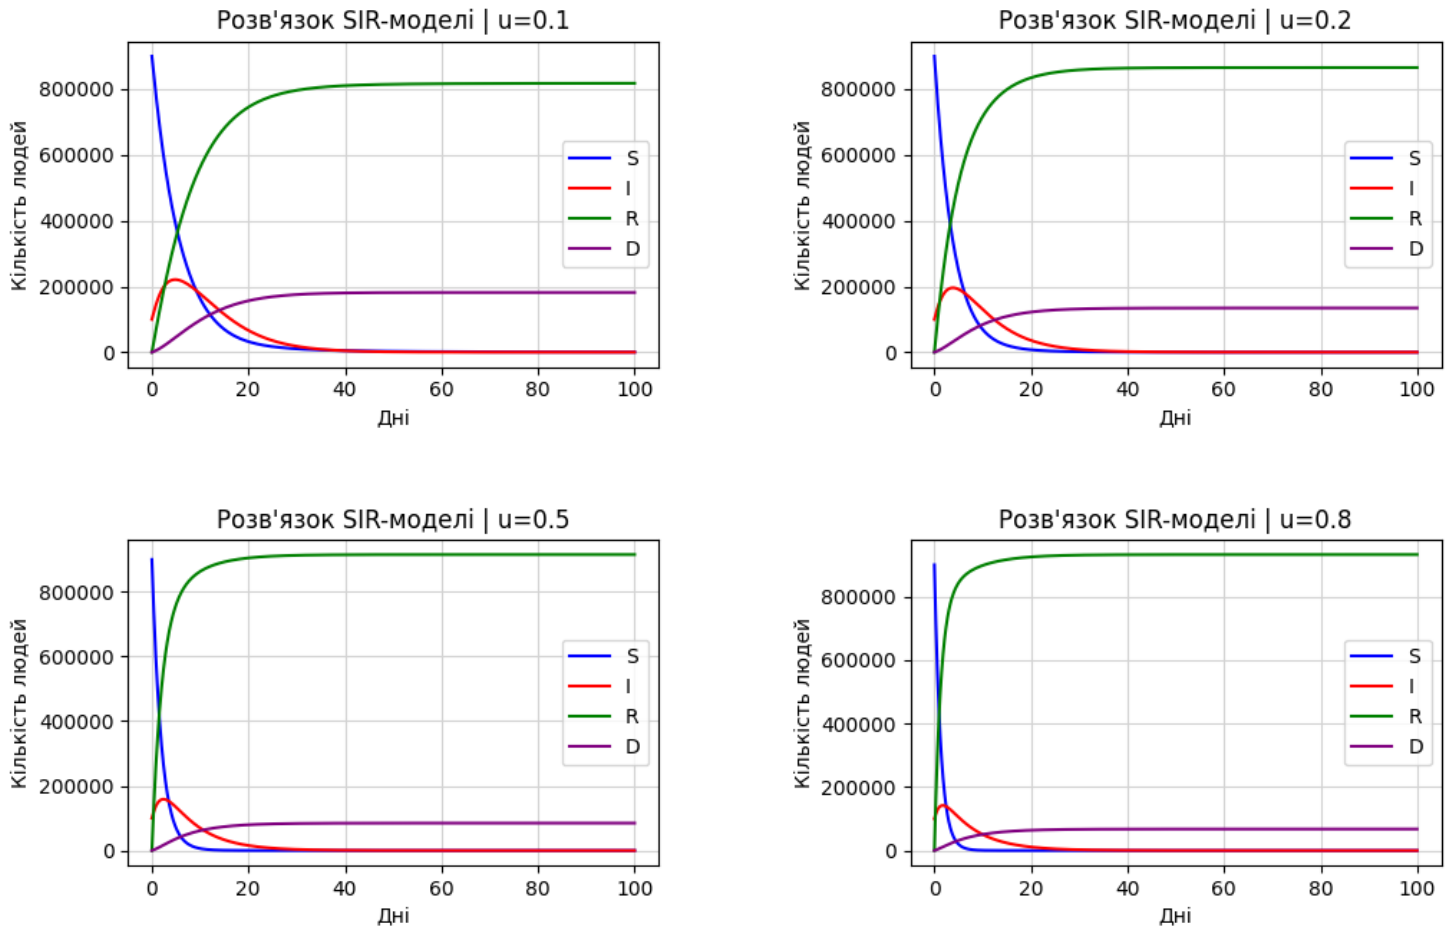 Розв'язок SIR-моделі | u=0.1
Кількість людей
800000
600000
400000
200000
0
S
I
R
D
0 20 40 60 80 100
Дні
Розв'язок SIR-моделі | u=0.2
Кількість людей
800000
600000
400000
200000
0
S
I
R
D
0 20 40 60 80 100
Дні
Розв'язок SIR-моделі | u=0.5
Кількість людей
800000
600000
400000
200000
0
S
I
R
D
0 20 40 60 80 100
Дні
Розв'язок SIR-моделі | u=0.8
Кількість людей
800000
600000
400000
200000
0
S
I
R
D
0 20 40 60 80 100
Дні